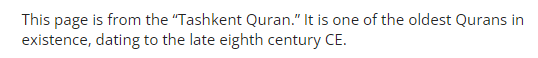 This page is from the “Tashkent Quran.” It is one of the oldest Qurans in
existence, dating to the late eighth century CE.